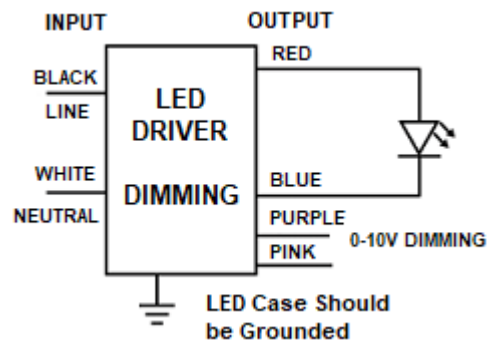 INPUT
OUTPUT
RED
BLACK
LINE
LED
DRIVER
WHITE
DIMMING
BLUE
NEUTRAL
PURPLE
0-10V DIMMING
PINK
LED Case Should
be Grounded